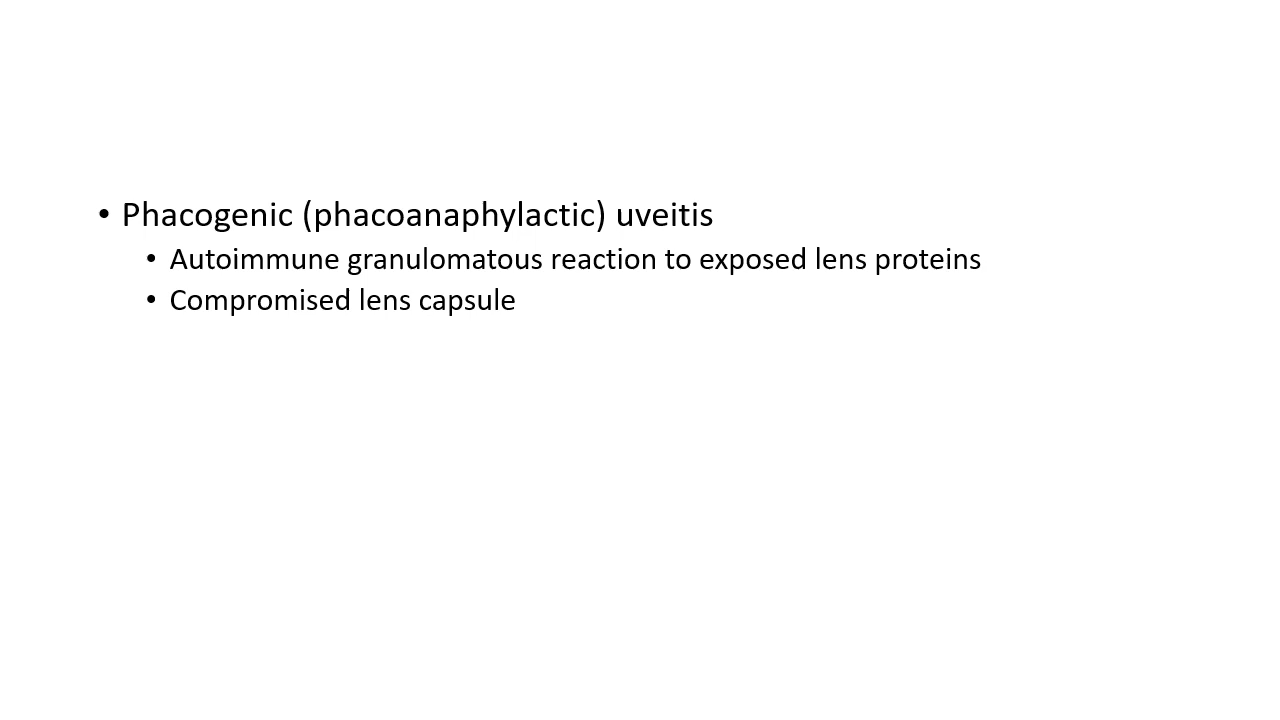 • Phacogenic (phacoanaphylactic) uveitis
• Autoimmune granulomatous reaction to exposed lens proteins
• Compromised lens capsule